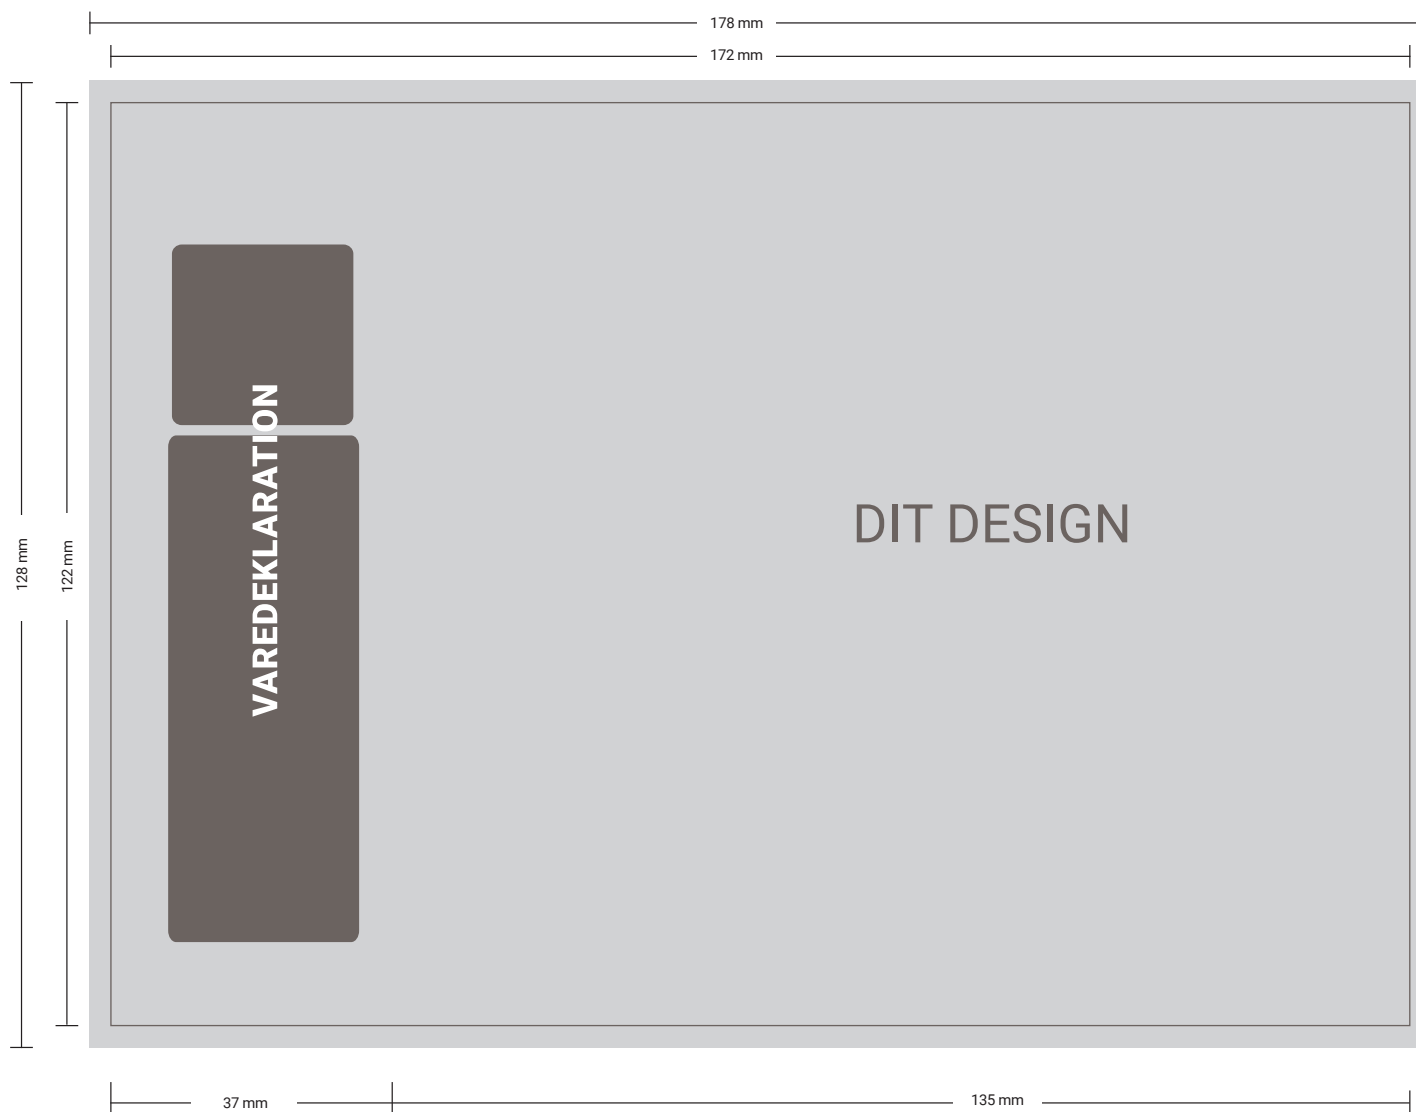 178 mm
172 mm
128 mm
122 mm
VAREDEKLARATION
DIT DESIGN
37 mm
135 mm